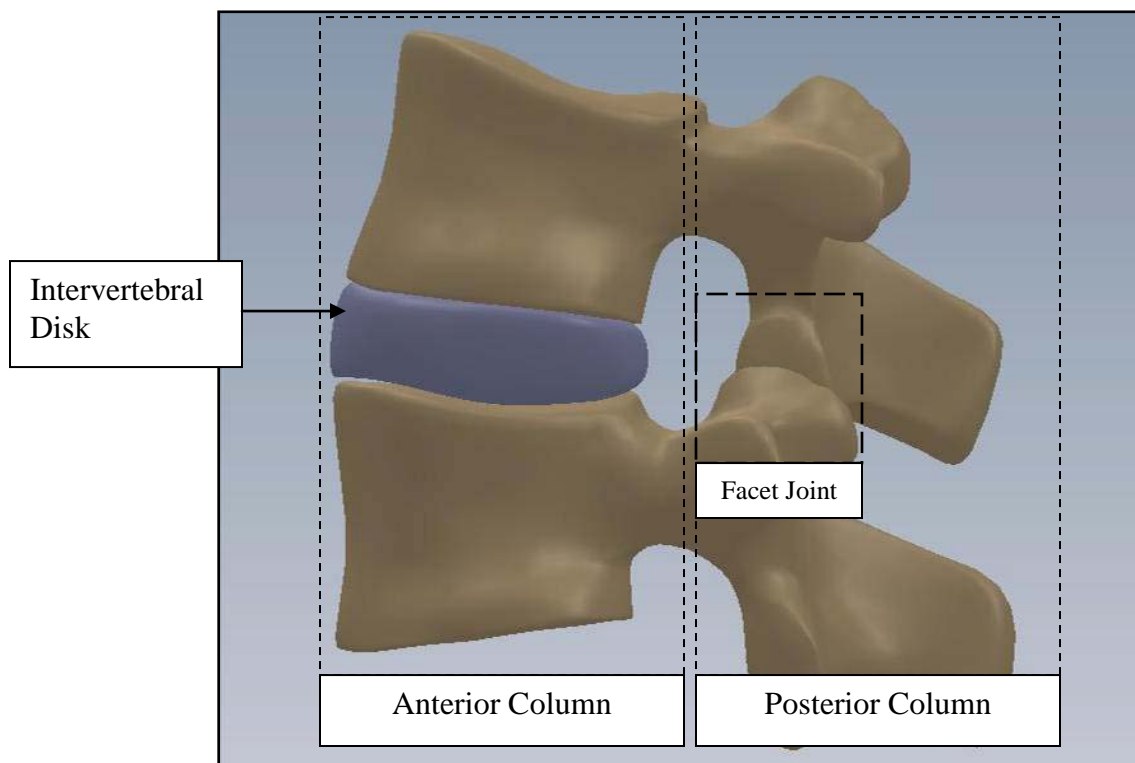 Intervertebral
Disk
Facet Joint
Anterior Column
Posterior Column